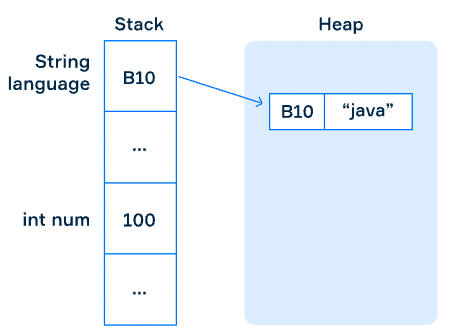 Stack
Heap
String
language
B10
B10
“java”
...
int num
100
...